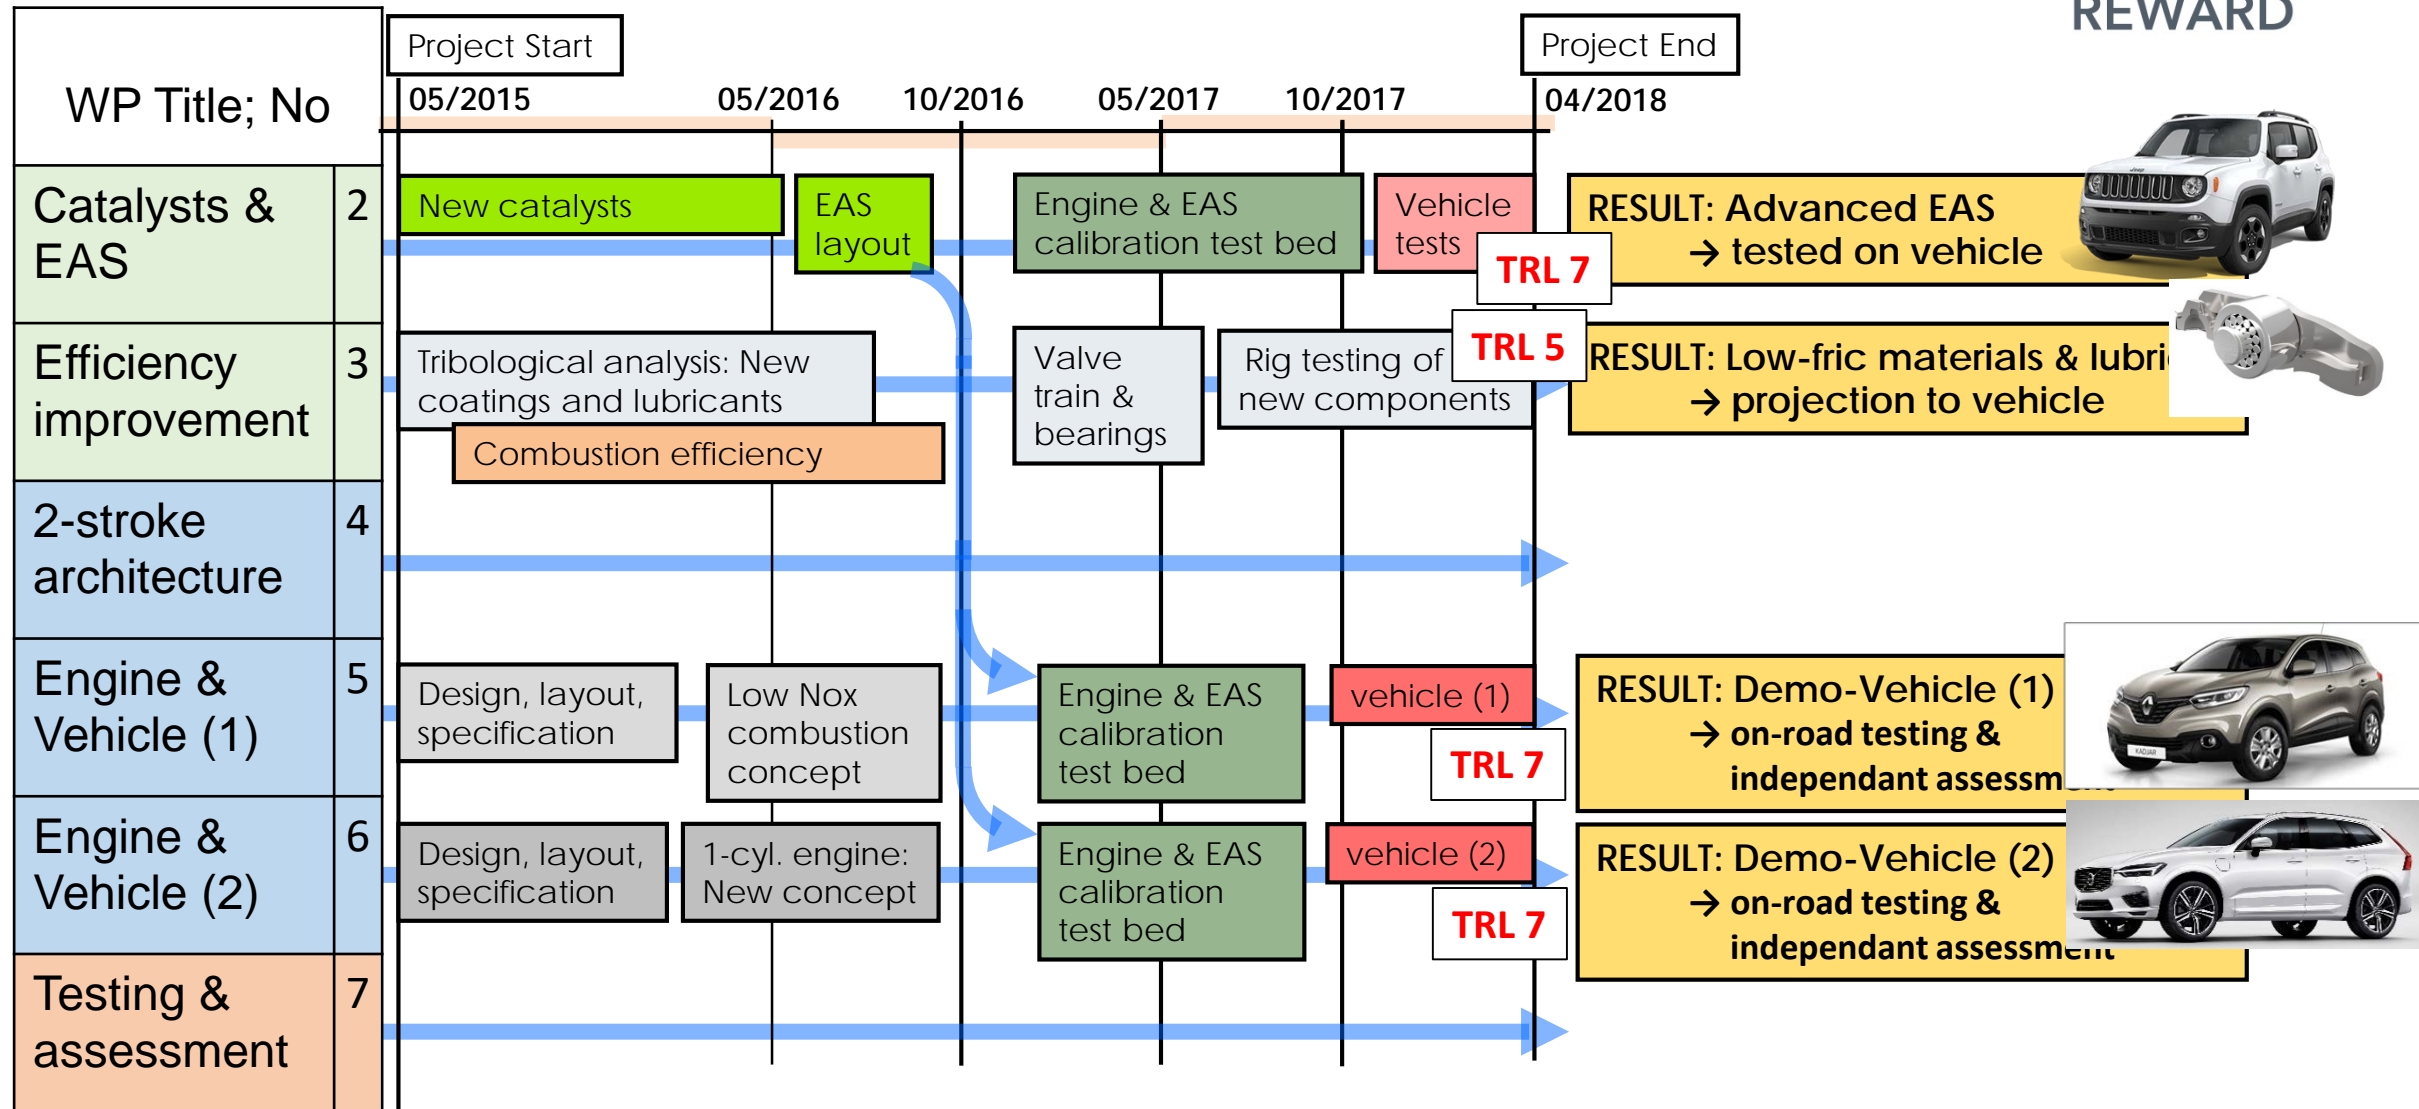 REWARD
Project Start
Project End
WP Title; No
05/2015
05/2016
10/2016
05/2017
10/2017
04/2018
Catalysts &
EAS
2
New catalysts
EAS
layout
Engine & EAS
calibration test bed
Vehicle
tests
TRL 7
RESULT: Advanced EAS
→ tested on vehicle
Jeep
Efficiency
improvement
3
Tribological analysis: New
coatings and lubricants
Combustion efficiency
Valve
train &
bearings
Rig testing of
new components
TRL 5
RESULT: Low-fric materials & lubri
→ projection to vehicle
2-stroke
architecture
4
Engine &
Vehicle (1)
5
Design, layout,
specification
Low Nox
combustion
concept
Engine & EAS
calibration
test bed
vehicle (1)
TRL 7
RESULT: Demo-Vehicle (1)
→ on-road testing &
independant assessm
KADJAR
Engine &
Vehicle (2)
6
Design, layout,
specification
1-cyl. engine:
New concept
Engine & EAS
calibration
test bed
vehicle (2)
TRL 7
RESULT: Demo-Vehicle (2)
→ on-road testing &
independant assessment
Testing &
assessment
7